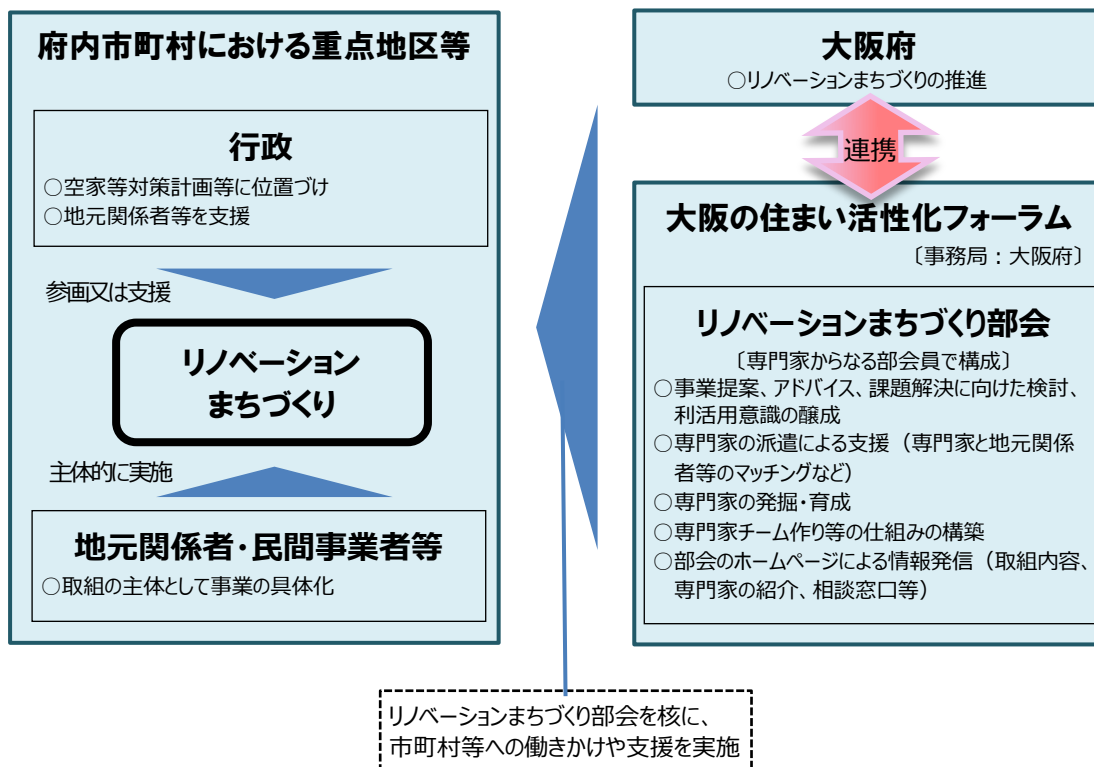 府内市町村における重点地区等
行政
○空家等対策計画等に位置づけ
○地元関係者等を支援
参画又は支援
リノベーション
まちづくり
主体的に実施
地元関係者・民間事業者等
○取組の主体として事業の具体化
大阪府
○リノベーションまちづくりの推進
連携
大阪の住まい活性化フォーラム
〔事務局：大阪府〕
リノベーションまちづくり部会
〔専門家からなる部会員で構成〕
○事業提案、アドバイス、課題解決に向けた検討、
利活用意識の醸成
○専門家の派遣による支援（専門家と地元関係
者等のマッチングなど）
○専門家の発掘・育成
○専門家チーム作り等の仕組みの構築
○部会のホームページによる情報発信（取組内容、
専門家の紹介、相談窓口等）
リノベーションまちづくり部会を核に、
市町村等への働きかけや支援を実施